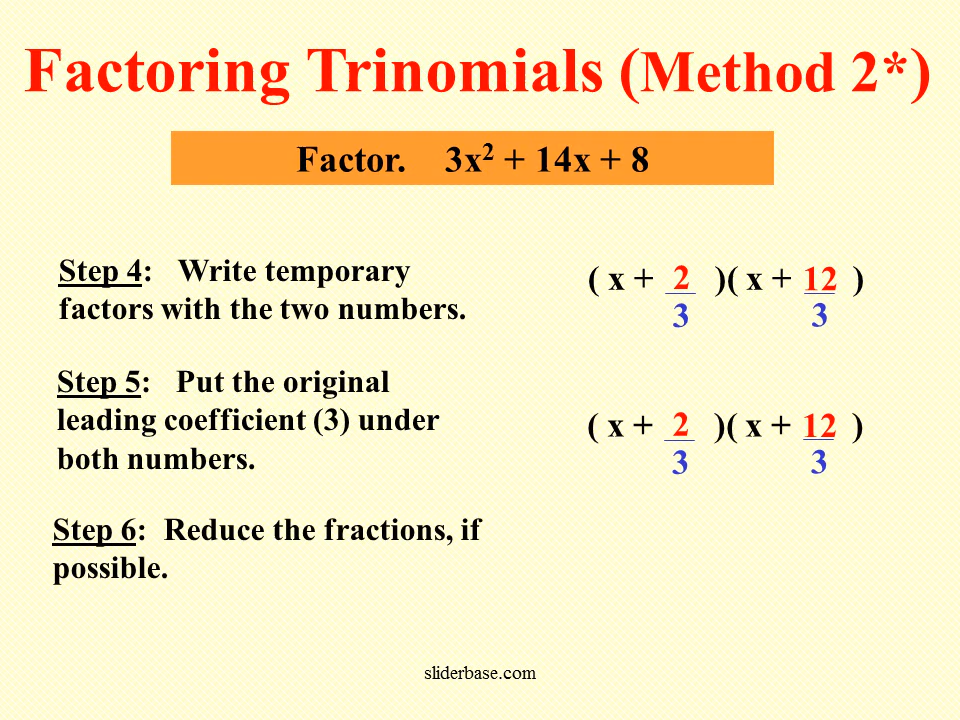 Factoring Trinomials (Method 2*)
Factor. 3x² + 14x + 8
Step 4: Write temporary
factors with the two numbers.
( x + 2 )( x + 12 )
3 3
Step 5: Put the original
leading coefficient (3) under
both numbers.
( x + 2 )( x + 12 )
3 3
Step 6: Reduce the fractions, if
possible.
sliderbase.com